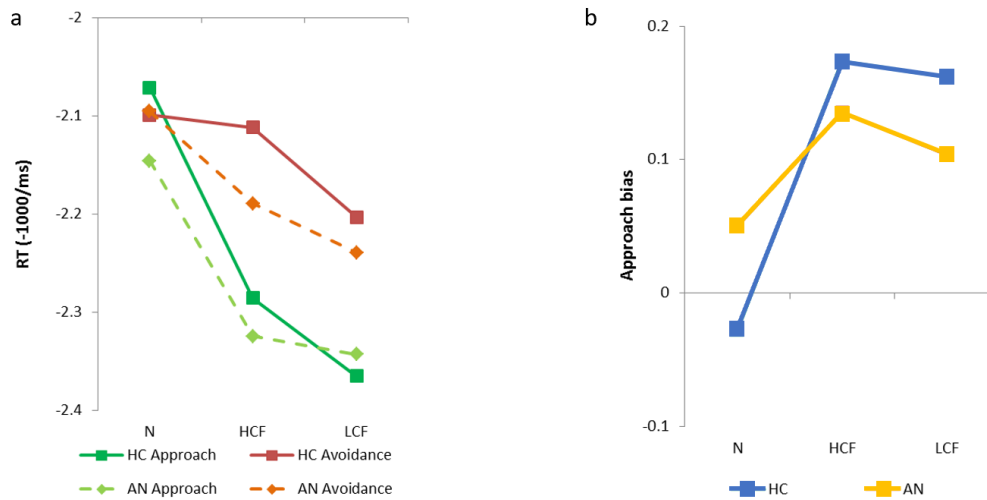 a
b
RT (-1000/ms)
-2
-2.1
-2.2
-2.3
-2.4
N HCF LCF
HC Approach HC Avoidance
AN Approach AN Avoidance
Approach bias
0.2
0.1
0
-0.1
N HCF LCF
HC AN